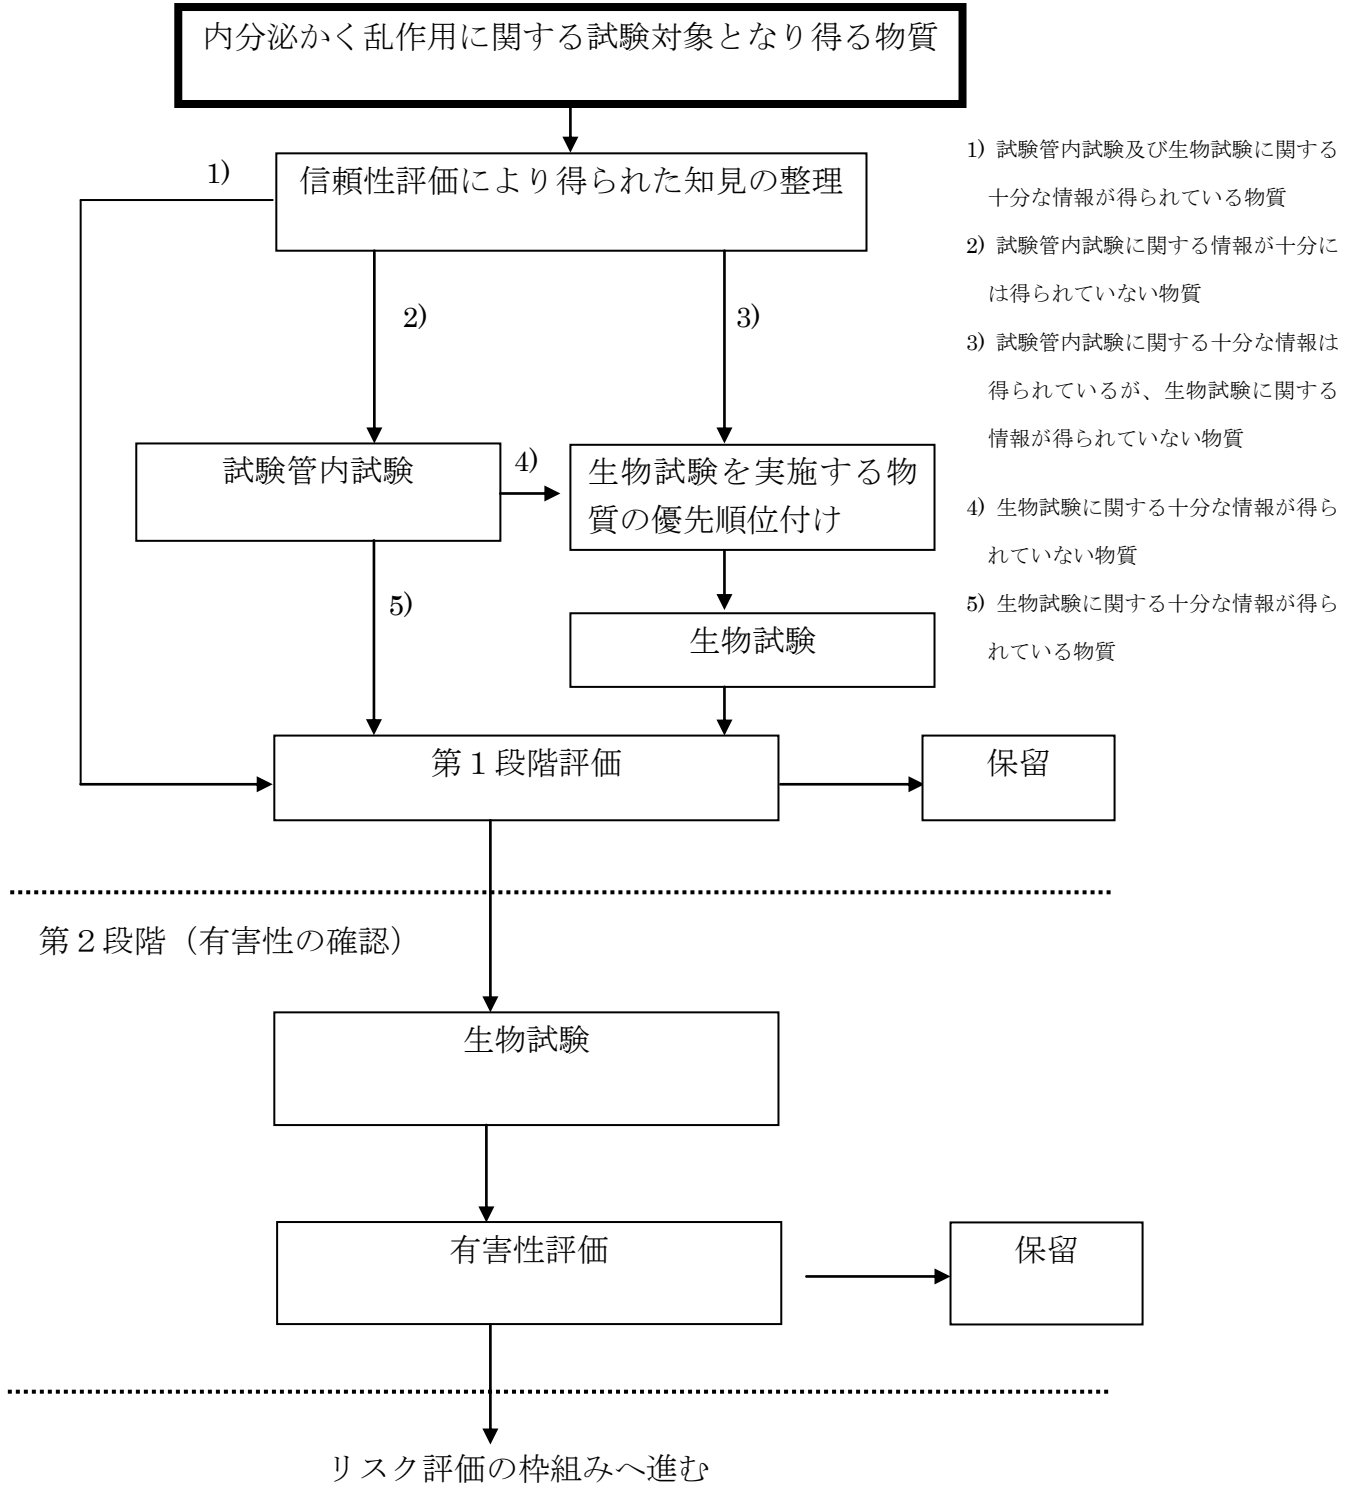 内分泌かく乱作用に関する試験対象となり得る物質
1)
信頼性評価により得られた知見の整理
1) 試験管内試験及び生物試験に関する
十分な情報が得られている物質
2) 試験管内試験に関する情報が十分に
は得られていない物質
3) 試験管内試験に関する十分な情報は
得られているが、生物試験に関する
情報が得られていない物質
4) 生物試験に関する十分な情報が得ら
れていない物質
5) 生物試験に関する十分な情報が得ら
れている物質
2)
3)
試験管内試験
4)
生物試験を実施する物
質の優先順位付け
5)
生物試験
第１段階評価
保留
第２段階（有害性の確認）
生物試験
有害性評価
保留
リスク評価の枠組みへ進む